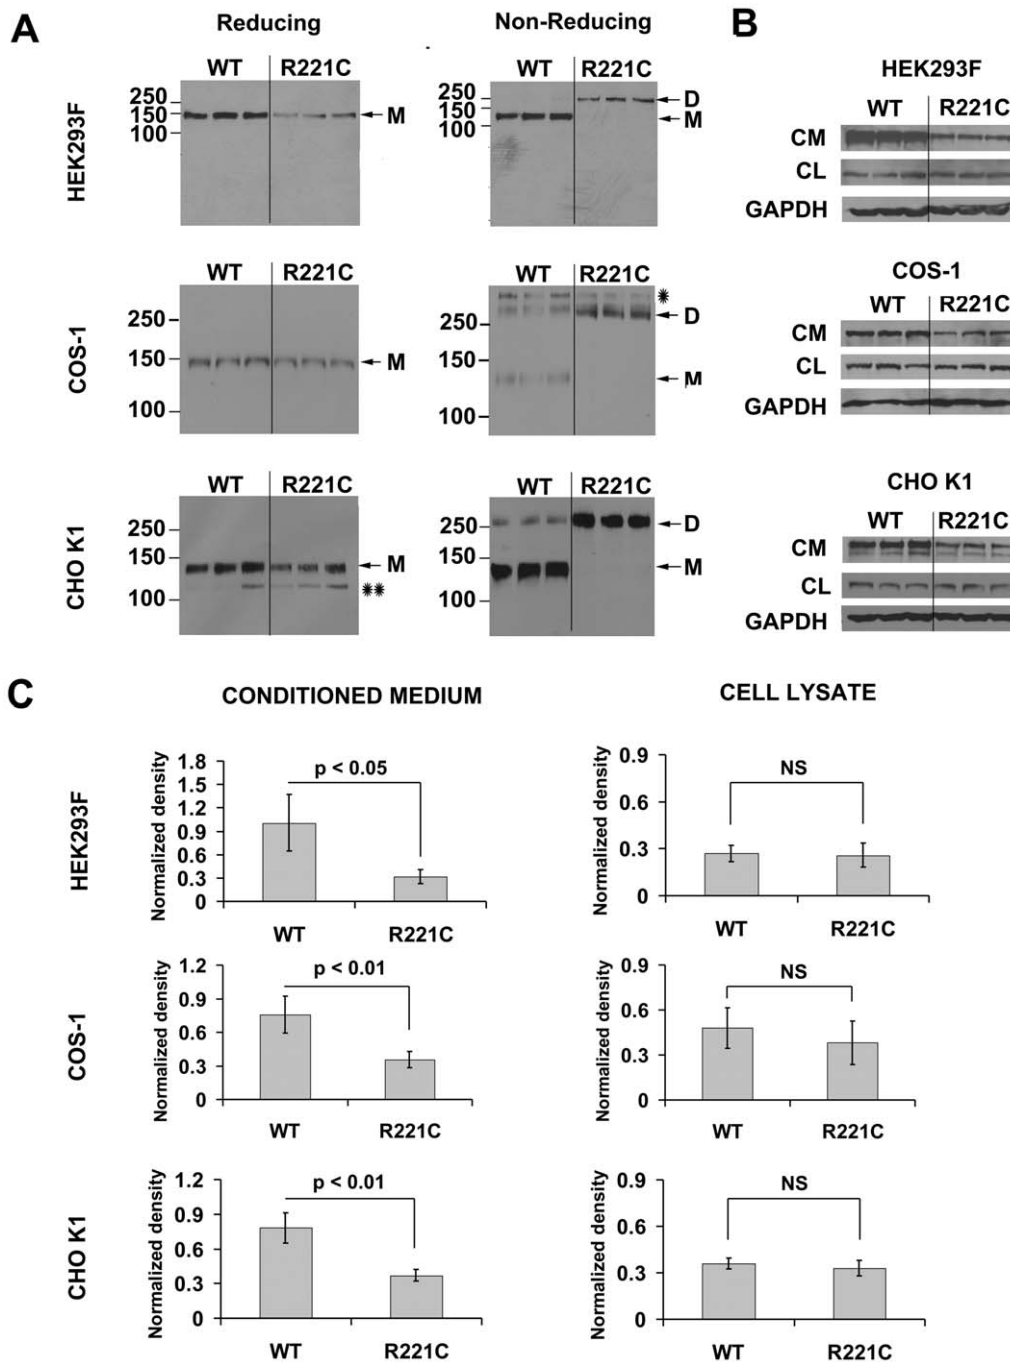 A
Reducing
Non-Reducing
B
HEK293F
WT R221C
250
150
100
M
WT R221C
250
150
100
D
M
HEK293F
WT R221C
CM
CL
GAPDH
COS-1
WT R221C
250
150
100
M
WT R221C
250
150
100
*
D
M
COS-1
WT R221C
CM
CL
GAPDH
CHO K1
WT R221C
250
150
100
M
**
WT R221C
250
150
100
D
M
CHO K1
WT R221C
CM
CL
GAPDH
C
CONDITIONED MEDIUM
CELL LYSATE
HEK293F
Normalized density
1.8
1.5
1.2
0.9
0.6
0.3
0
p < 0.05
WT R221C
Normalized density
0.9
0.6
0.3
0
NS
WT R221C
COS-1
Normalized density
1.2
0.9
0.6
0.3
0
p < 0.01
WT R221C
Normalized density
0.9
0.6
0.3
0
NS
WT R221C
CHO K1
Normalized density
1.2
0.9
0.6
0.3
0
p < 0.01
WT R221C
Normalized density
0.9
0.6
0.3
0
NS
WT R221C